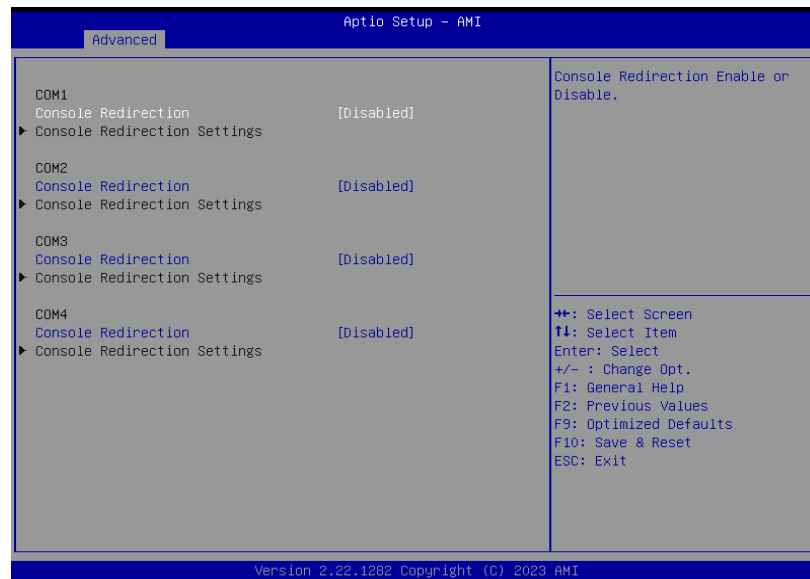 Aptio Setup – AMI
Advanced
COM1
Console Redirection [Disabled]
▶ Console Redirection Settings
COM2
Console Redirection [Disabled]
▶ Console Redirection Settings
COM3
Console Redirection [Disabled]
▶ Console Redirection Settings
COM4
Console Redirection [Disabled]
▶ Console Redirection Settings
Console Redirection Enable or
Disable.
→←: Select Screen
↑↓: Select Item
Enter: Select
+/- : Change Opt.
F1: General Help
F2: Previous Values
F9: Optimized Defaults
F10: Save & Reset
ESC: Exit
Version 2.22.1282 Copyright (C) 2023 AMI